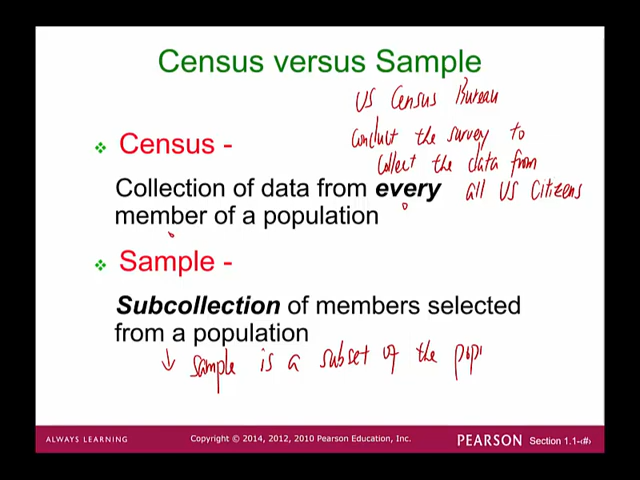 Census versus Sample
US Census Bureau
Conduct the survey to
collect the data from
all US Citizens
❖ Census -
Collection of data from every
member of a population
❖ Sample -
Subcollection of members selected
from a population
↓ sample is a subset of the pop
ALWAYS LEARNING
Copyright © 2014, 2012, 2010 Pearson Education, Inc.
PEARSON
Section 1.1-‹#›